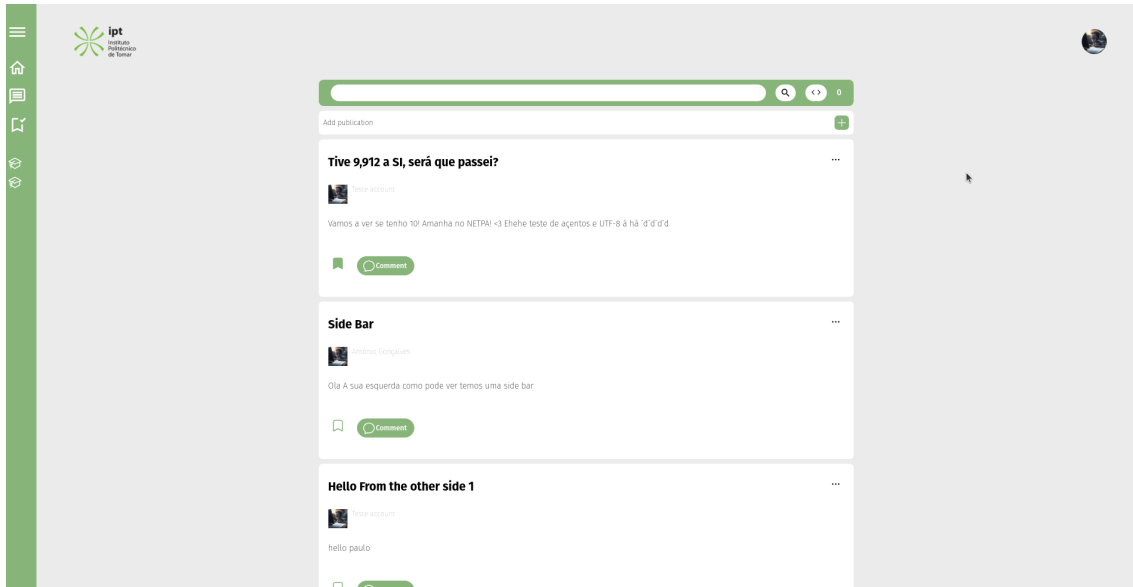 ipt
Instituto
Politécnico
de Tomar
0
Add publication
Tive 9,912 a SI, será que passei?
Teste account
Vamos a ver se tenho 10! Amanha no NETPA! <3 Ehehe teste de açentos e UTF-8 à há ´d´d´d´d
Comment
Side Bar
António Gonçalves
Ola A sua esquerda como pode ver temos uma side bar
Comment
Hello From the other side 1
Teste account
hello paulo